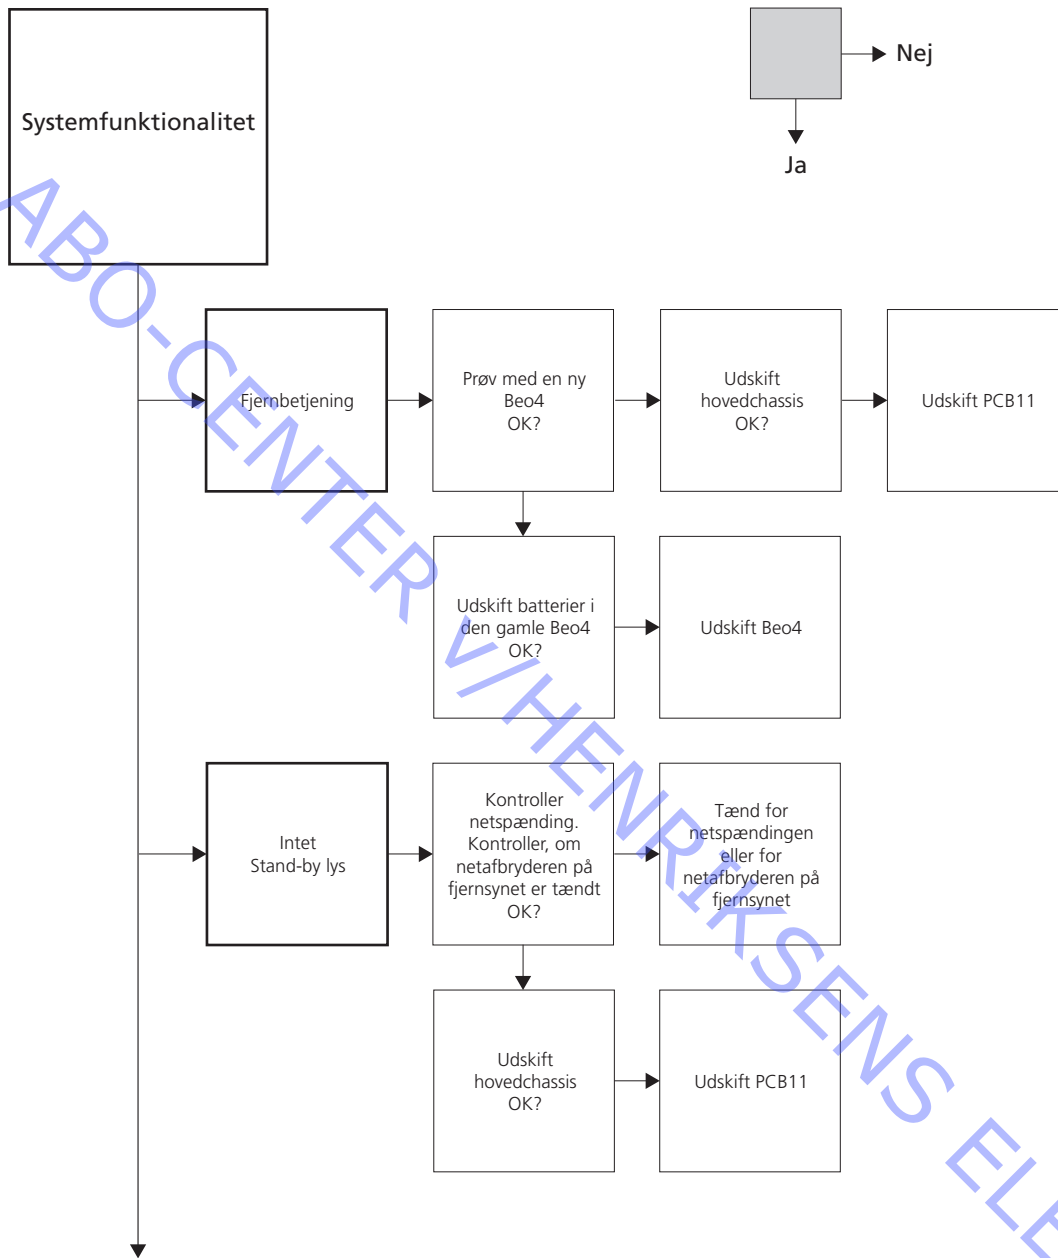 Systemfunktionalitet
Nej
Ja
Fjernbetjening
Prøv med en ny
Beo4
OK?
Udskift
hovedchassis
OK?
Udskift PCB11
Udskift batterier i
den gamle Beo4
OK?
Udskift Beo4
Intet
Stand-by lys
Kontroller
netspænding.
Kontroller, om
netafbryderen på
fjernsynet er tændt
OK?
Tænd for
netspændingen
eller for
netafbryderen på
fjernsynet
Udskift
hovedchassis
OK?
Udskift PCB11
ABO-CENTER V/HENRIKSENS ELE